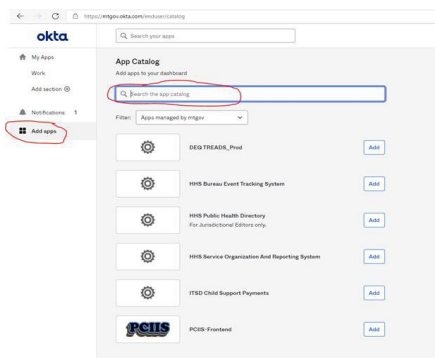 https://mtgov.okta.com/enduser/catalog
okta
Search your apps
My Apps
Work
Add section
Notifications 1
Add apps
App Catalog
Add apps to your dashboard
Search the app catalog
Filter: Apps managed by mtgov
DEQ TREADS_Prod Add
HHS Bureau Event Tracking System Add
HHS Public Health Directory Add
For Jurisdictional Editors only.
HHS Service Organization And Reporting System Add
ITSD Child Support Payments Add
PCIIS PCIIS-Frontend Add